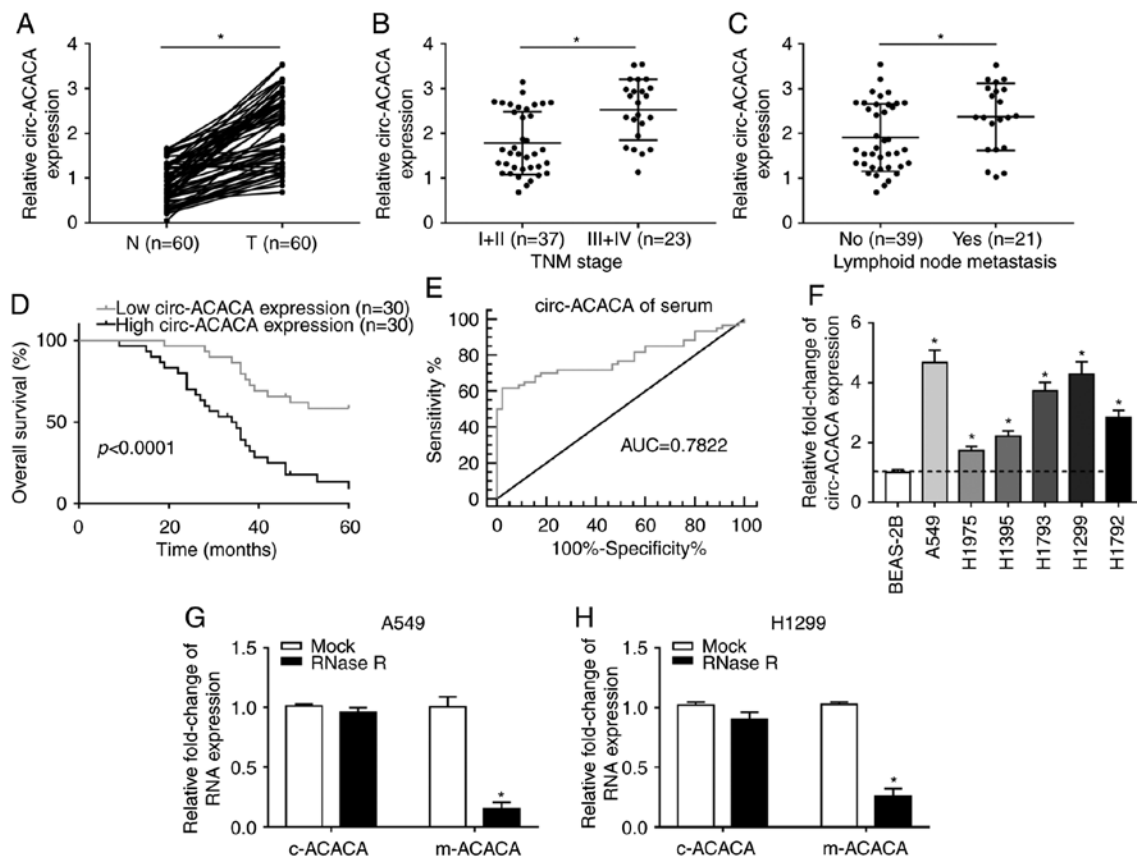 A
Relative circ-ACACA
expression
4
3
2
1
0
*
N (n=60)
T (n=60)
B
Relative circ-ACACA
expression
4
3
2
1
0
*
I+II (n=37)
III+IV (n=23)
TNM stage
C
Relative circ-ACACA
expression
4
3
2
1
0
*
No (n=39)
Yes (n=21)
Lymphoid node metastasis
D
Low circ-ACACA expression (n=30)
High circ-ACACA expression (n=30)
Overall survival (%)
100
50
0
p<0.0001
0
20
40
60
Time (months)
E
circ-ACACA of serum
Sensitivity %
100
80
60
40
20
0
AUC=0.7822
0
20
40
60
80
100
100%-Specificity%
F
Relative fold-change of
circ-ACACA expression
6
4
2
0
*
*
*
*
*
*
BEAS-2B
A549
H1975
H1395
H1793
H1299
H1792
G
A549
Mock
RNase R
Relative fold-change of
RNA expression
1.5
1.0
0.5
0.0
*
c-ACACA
m-ACACA
H
H1299
Mock
RNase R
Relative fold-change of
RNA expression
1.5
1.0
0.5
0.0
*
c-ACACA
m-ACACA